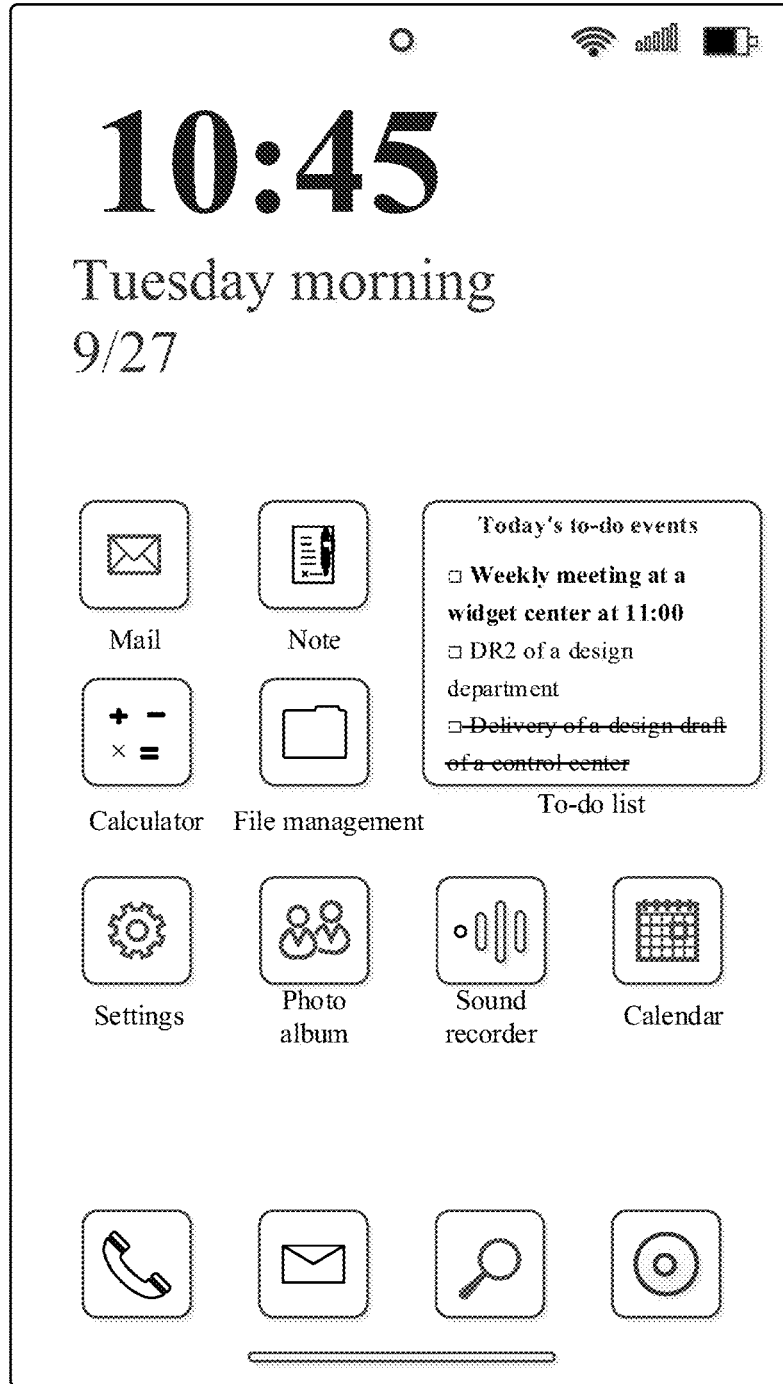 10:45
Tuesday morning
9/27
Today's to-do events
□ Weekly meeting at a
widget center at 11:00
□ DR2 of a design
department
□ Delivery of a design draft
of a control center
Mail
Note
To-do list
Calculator
File management
Settings
Photo
album
Sound
recorder
Calendar